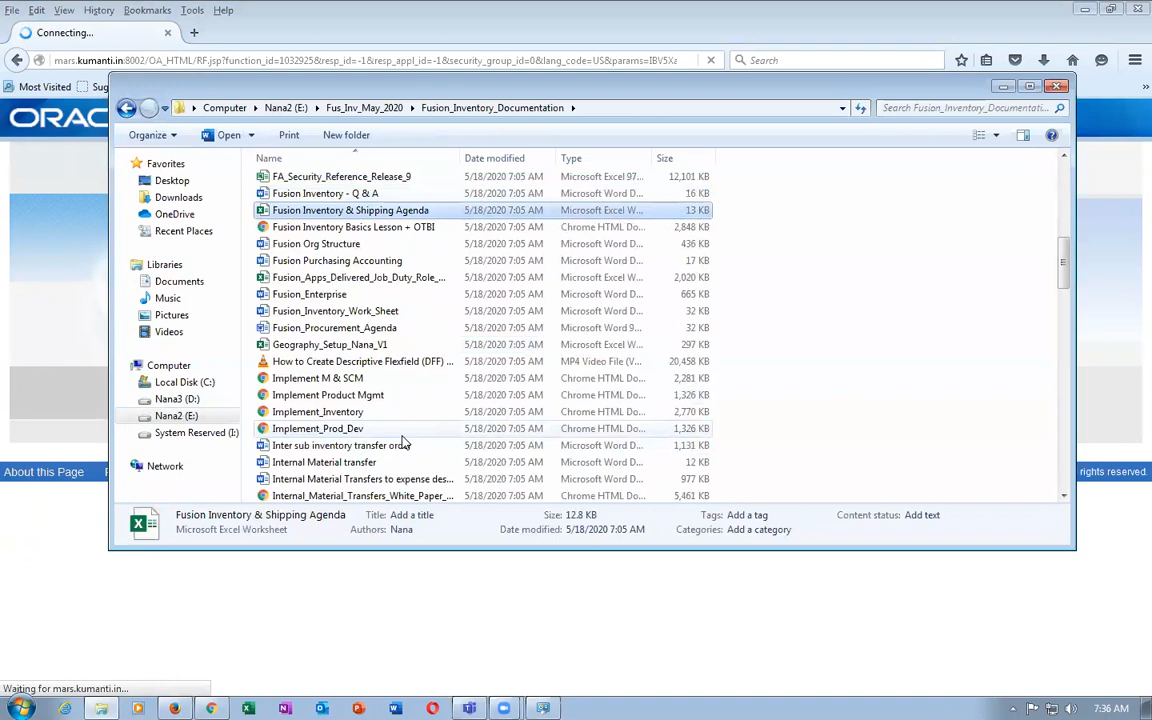 File Edit View History Bookmarks Tools Help
Connecting...
mars.kumanti.in:8002/OA_HTML/RF.jsp?function_id=1032925&resp_id=-1&resp_appl_id=-1&security_group_id=0&lang_code=US&params=IBV5Xz
Search
Most Visited Sug
ORAC
Computer Nana2 (E:) Fus_Inv_May_2020 Fusion_Inventory_Documentation
Search Fusion_Inventory_Documentati...
Organize Open Print New folder
Name Date modified Type Size
Favorites
Desktop
Downloads
OneDrive
Recent Places
Libraries
Documents
Music
Pictures
Videos
Computer
Local Disk (C:)
Nana3 (D:)
Nana2 (E:)
System Reserved (I:)
Network
FA_Security_Reference_Release_9 5/18/2020 7:05 AM Microsoft Excel 97... 12,101 KB
Fusion Inventory - Q & A 5/18/2020 7:05 AM Microsoft Word D... 16 KB
Fusion Inventory & Shipping Agenda 5/18/2020 7:05 AM Microsoft Excel W... 13 KB
Fusion Inventory Basics Lesson + OTBI 5/18/2020 7:05 AM Chrome HTML Do... 2,848 KB
Fusion Org Structure 5/18/2020 7:05 AM Microsoft Word D... 436 KB
Fusion Purchasing Accounting 5/18/2020 7:05 AM Microsoft Word D... 17 KB
Fusion_Apps_Delivered_Job_Duty_Role_... 5/18/2020 7:05 AM Microsoft Excel W... 2,020 KB
Fusion_Enterprise 5/18/2020 7:05 AM Microsoft Word D... 665 KB
Fusion_Inventory_Work_Sheet 5/18/2020 7:05 AM Microsoft Word D... 32 KB
Fusion_Procurement_Agenda 5/18/2020 7:05 AM Microsoft Word 9... 32 KB
Geography_Setup_Nana_V1 5/18/2020 7:05 AM Microsoft Excel W... 297 KB
How to Create Descriptive Flexfield (DFF) ... 5/18/2020 7:05 AM MP4 Video File (V... 20,458 KB
Implement M & SCM 5/18/2020 7:05 AM Chrome HTML Do... 2,281 KB
Implement Product Mgmt 5/18/2020 7:05 AM Chrome HTML Do... 1,326 KB
Implement_Inventory 5/18/2020 7:05 AM Chrome HTML Do... 2,770 KB
Implement_Prod_Dev 5/18/2020 7:05 AM Chrome HTML Do... 1,326 KB
Inter sub inventory transfer order 5/18/2020 7:05 AM Microsoft Word D... 1,131 KB
Internal Material transfer 5/18/2020 7:05 AM Microsoft Word D... 12 KB
Internal Material Transfers to expense des... 5/18/2020 7:05 AM Microsoft Word D... 977 KB
Internal_Material_Transfers_White_Paper_... 5/18/2020 7:05 AM Chrome HTML Do... 5,461 KB
About this Page
rights reserved.
Fusion Inventory & Shipping Agenda Title: Add a title Size: 12.8 KB Tags: Add a tag Content status: Add text
Microsoft Excel Worksheet Authors: Nana Date modified: 5/18/2020 7:05 AM Categories: Add a category
Waiting for mars.kumanti.in...
7:36 AM